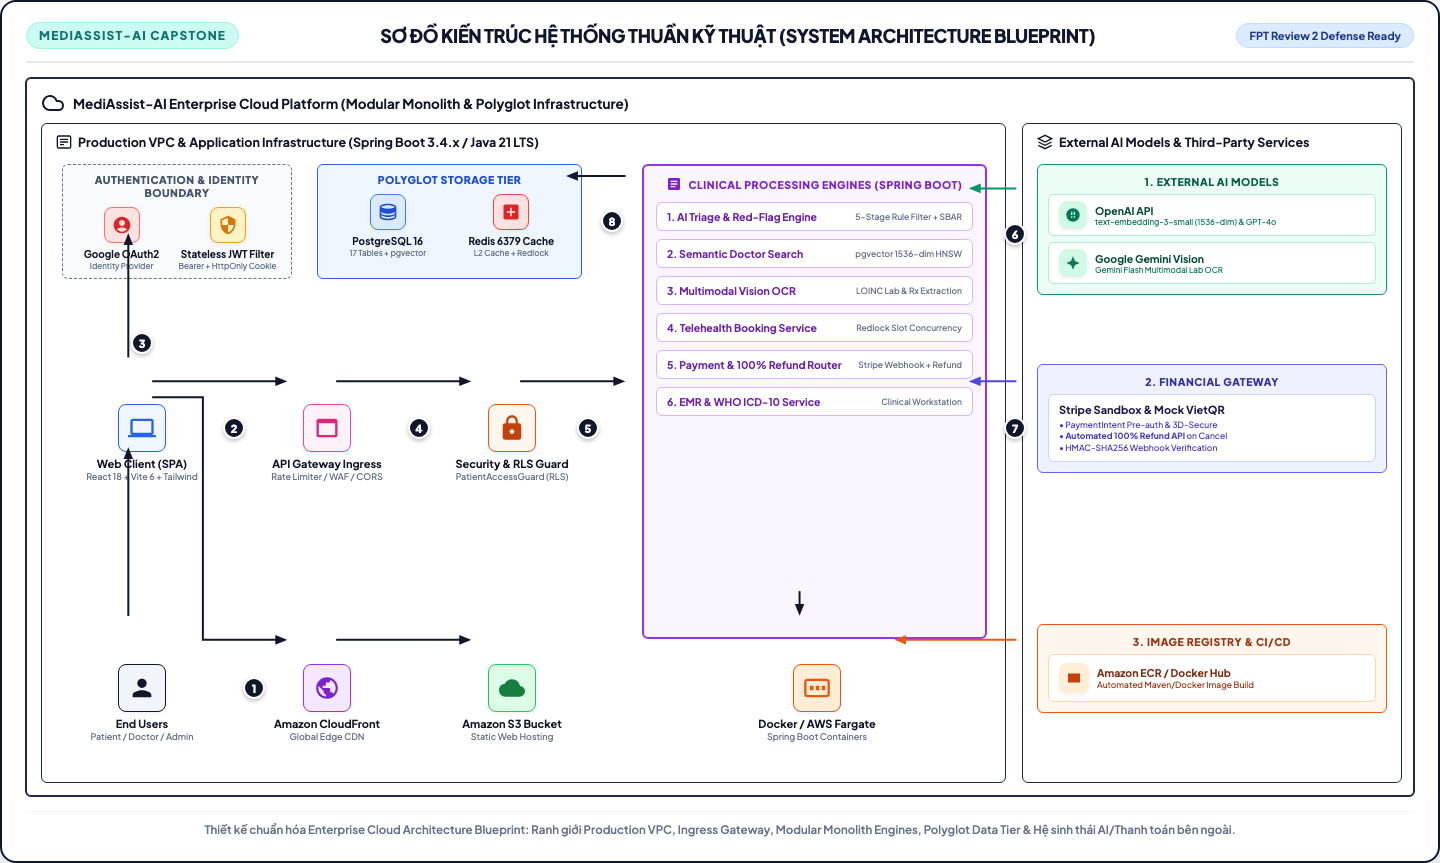 MEDIASSIST-AI CAPSTONE
SƠ ĐỒ KIẾN TRÚC HỆ THỐNG THUẦN KỸ THUẬT (SYSTEM ARCHITECTURE BLUEPRINT)
FPT Review 2 Defense Ready
MediAssist-AI Enterprise Cloud Platform (Modular Monolith & Polyglot Infrastructure)
Production VPC & Application Infrastructure (Spring Boot 3.4.x / Java 21 LTS)
AUTHENTICATION & IDENTITY
BOUNDARY
Google OAuth2
Identity Provider
Stateless JWT Filter
Bearer + HttpOnly Cookie
POLYGLOT STORAGE TIER
PostgreSQL 16
17 Tables + pgvector
Redis 6379 Cache
L2 Cache + Redlock
8
CLINICAL PROCESSING ENGINES (SPRING BOOT)
1. AI Triage & Red-Flag Engine
5-Stage Rule Filter + SBAR
2. Semantic Doctor Search
pgvector 1536-dim HNSW
3. Multimodal Vision OCR
LOINC Lab & Rx Extraction
4. Telehealth Booking Service
Redlock Slot Concurrency
5. Payment & 100% Refund Router
Stripe Webhook + Refund
6. EMR & WHO ICD-10 Service
Clinical Workstation
3
Web Client (SPA)
React 18 + Vite 6 + Tailwind
2
API Gateway Ingress
Rate Limiter / WAF / CORS
4
Security & RLS Guard
PatientAccessGuard (RLS)
5
End Users
Patient / Doctor / Admin
1
Amazon CloudFront
Global Edge CDN
Amazon S3 Bucket
Static Web Hosting
Docker / AWS Fargate
Spring Boot Containers
6
7
External AI Models & Third-Party Services
1. EXTERNAL AI MODELS
OpenAI API
text-embedding-3-small (1536-dim) & GPT-4o
Google Gemini Vision
Gemini Flash Multimodal Lab OCR
2. FINANCIAL GATEWAY
Stripe Sandbox & Mock VietQR
• PaymentIntent Pre-auth & 3D-Secure
• Automated 100% Refund API on Cancel
• HMAC-SHA256 Webhook Verification
3. IMAGE REGISTRY & CI/CD
Amazon ECR / Docker Hub
Automated Maven/Docker Image Build
Thiết kế chuẩn hóa Enterprise Cloud Architecture Blueprint: Ranh giới Production VPC, Ingress Gateway, Modular Monolith Engines, Polyglot Data Tier & Hệ sinh thái AI/Thanh toán bên ngoài.